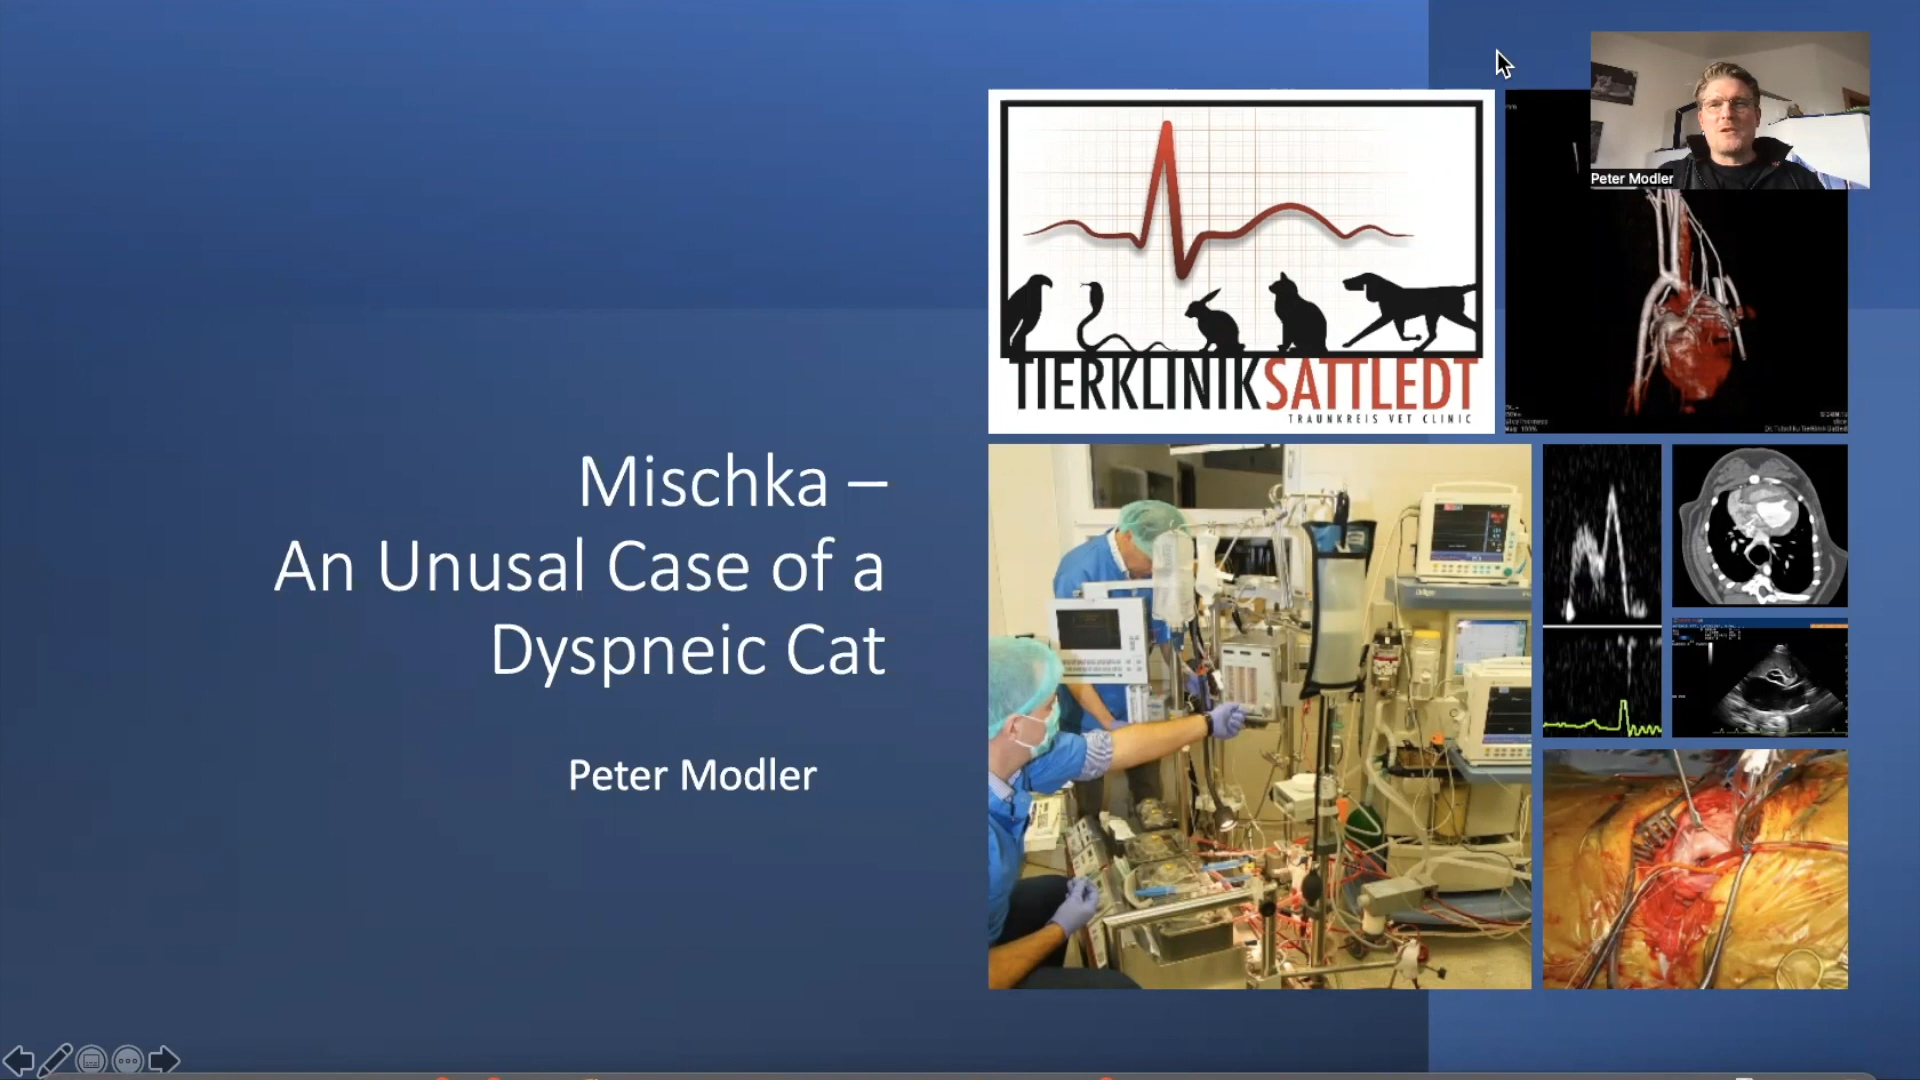 Mischka –
An Unusal Case of a
Dyspneic Cat
Peter Modler
TIERKLINIKSATTLEDT
TRAUNKREIS VET CLINIC
Peter Modler